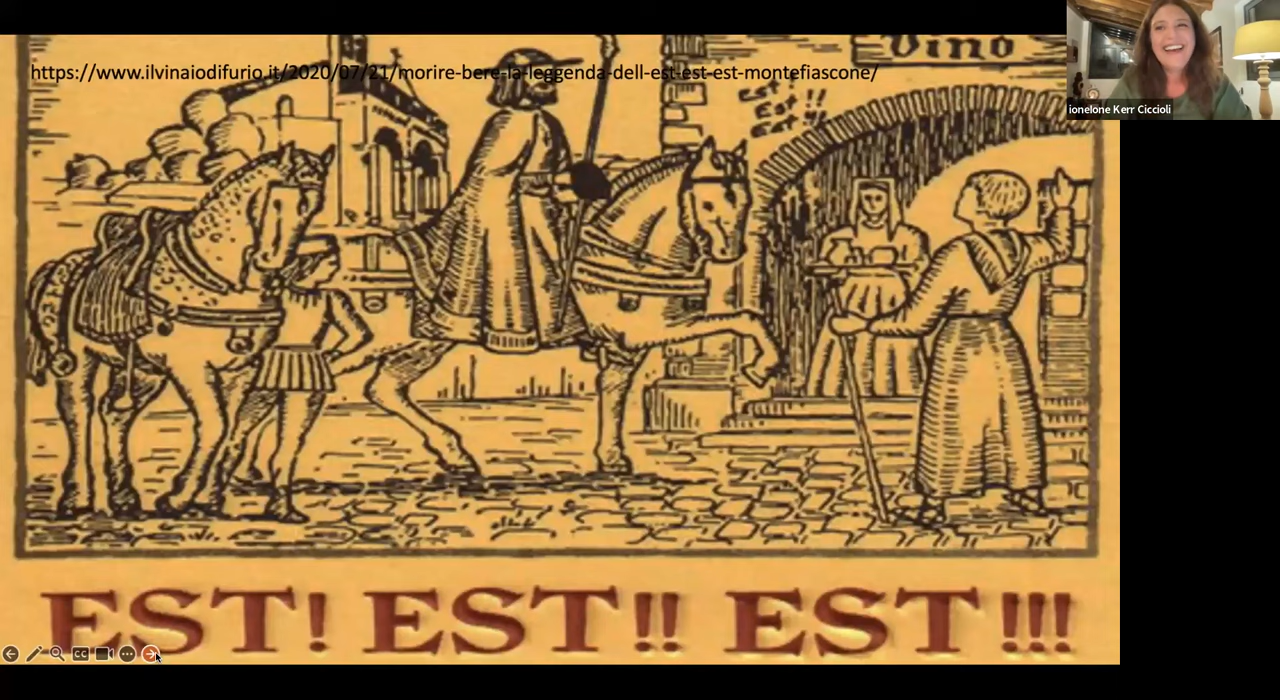 https://www.ilvinaiodifurio.it/2020/07/21/morire-bere-la-leggenda-dell-est-est-est-montefiascone/
Vino
Est !
Est !!
Est !!!
ionelone Kerr Ciccioli
EST! EST!! EST!!!
CC